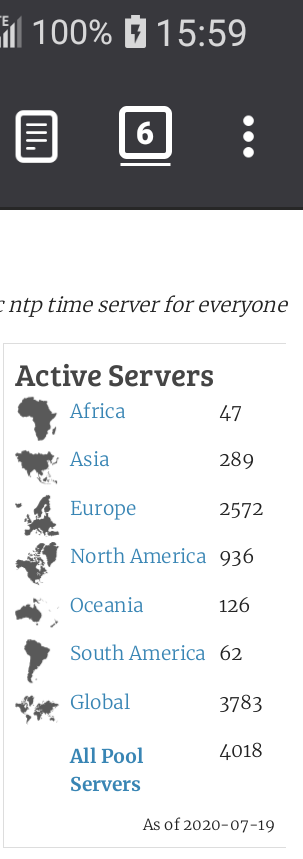 100% 15:59
6
ntp time server for everyone
Active Servers
Africa 47
Asia 289
Europe 2572
North America 936
Oceania 126
South America 62
Global 3783
All Pool 4018
Servers
As of 2020-07-19